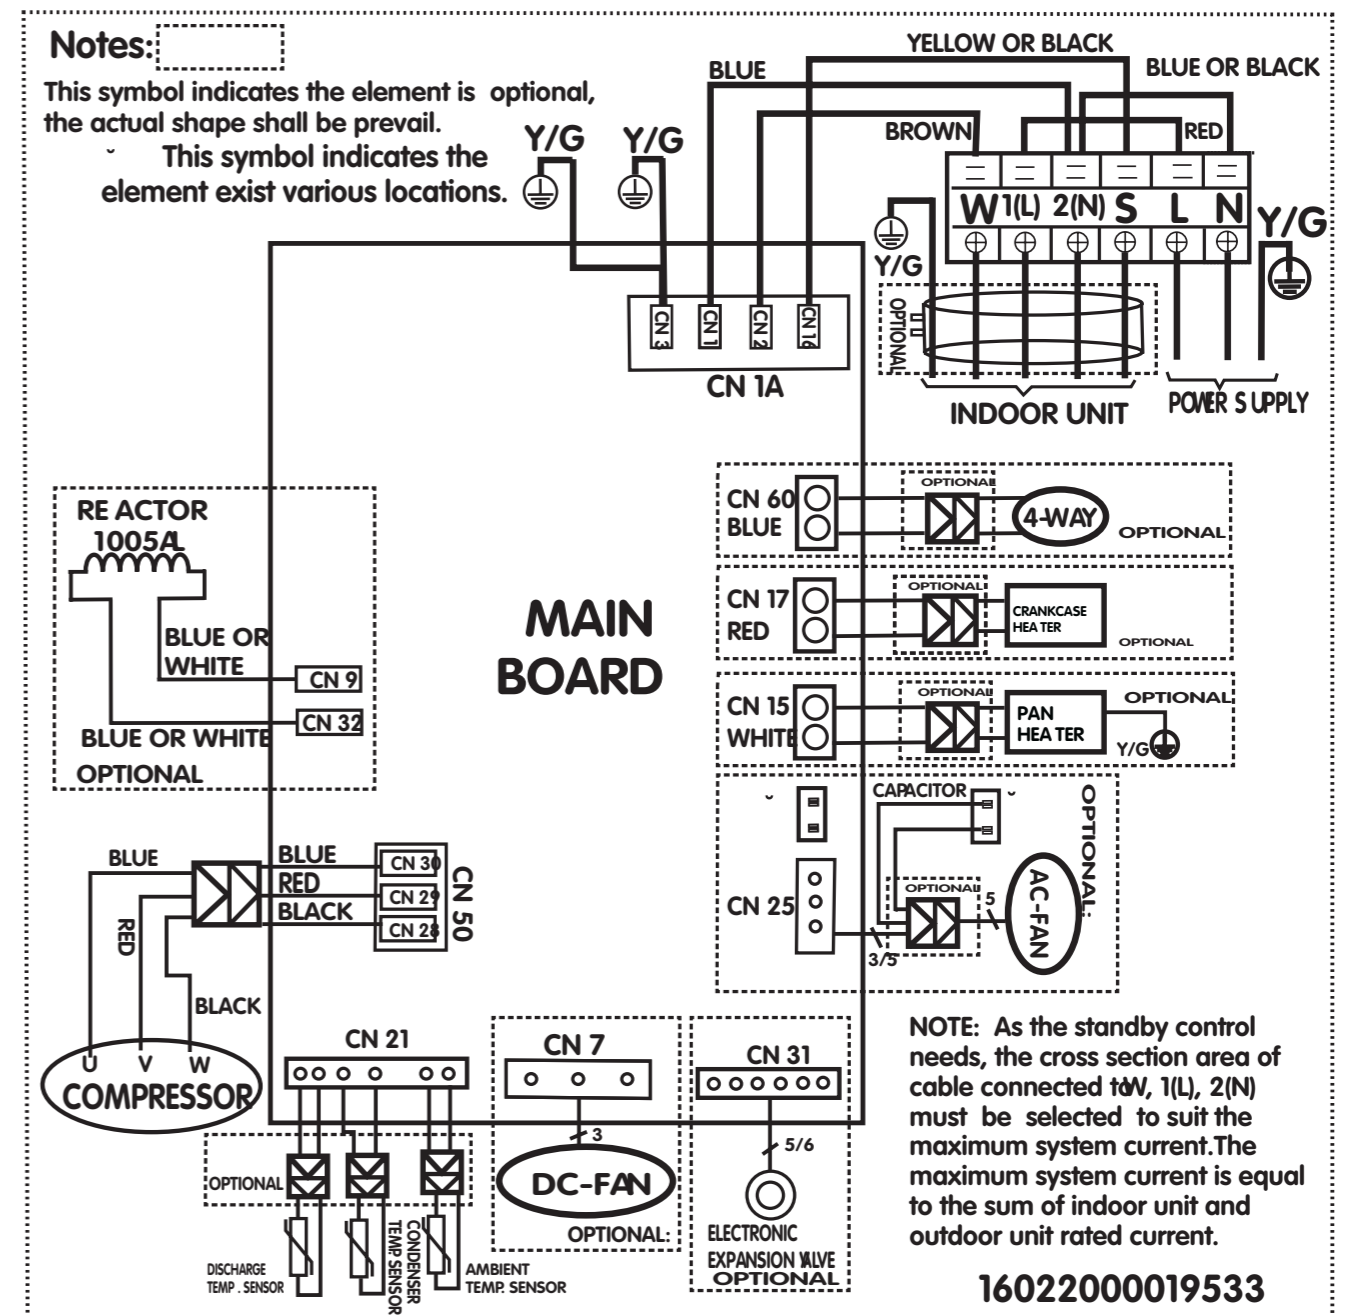 Notes:
This symbol indicates the element is optional,
the actual shape shall be prevail.
˘ This symbol indicates the
element exist various locations.
YELLOW OR BLACK
BLUE
BLUE OR BLACK
BROWN
RED
Y/G
Y/G
W 1(L) 2(N) S L N
Y/G
Y/G
OPTIONAL
CN 3
CN 1
CN 2
CN 16
CN 1A
INDOOR UNIT
POWER SUPPLY
REACTOR
1005AL
BLUE OR
WHITE
CN 9
CN 32
BLUE OR WHITE
OPTIONAL
MAIN
BOARD
CN 60
BLUE
OPTIONAL
4-WAY
OPTIONAL
CN 17
RED
OPTIONAL
CRANKCASE
HEATER
OPTIONAL
CN 15
WHITE
OPTIONAL
PAN
HEATER
OPTIONAL
Y/G
˘
CAPACITOR
˘
OPTIONAL:
CN 25
OPTIONAL
3/5
5
AC-FAN
BLUE
RED
BLACK
BLUE
RED
BLACK
CN 30
CN 29
CN 28
CN 50
U V W
COMPRESSOR
CN 21
OPTIONAL
DISCHARGE
TEMP. SENSOR
CONDENSER
TEMP. SENSOR
AMBIENT
TEMP. SENSOR
CN 7
3
DC-FAN
OPTIONAL:
CN 31
5/6
ELECTRONIC
EXPANSION VALVE
OPTIONAL
NOTE: As the standby control
needs, the cross section area of
cable connected to W, 1(L), 2(N)
must be selected to suit the
maximum system current.The
maximum system current is equal
to the sum of indoor unit and
outdoor unit rated current.
16022000019533